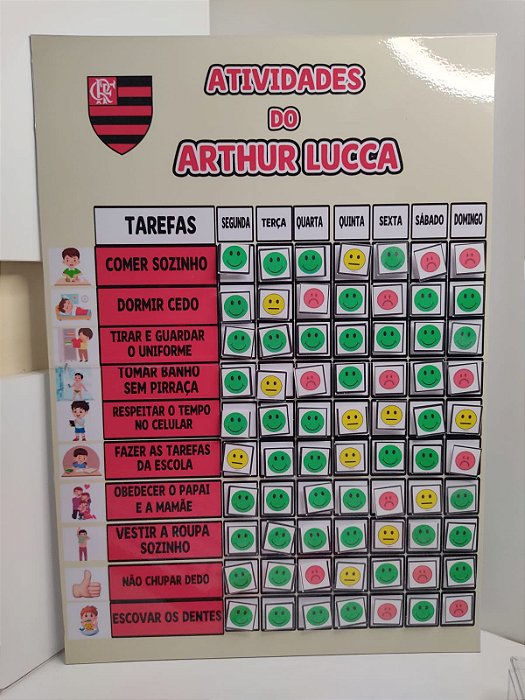 ATIVIDADES
DO
ARTHUR LUCCA
TAREFAS SEGUNDA TERÇA QUARTA QUINTA SEXTA SÁBADO DOMINGO
COMER SOZINHO
DORMIR CEDO
TIRAR E GUARDAR
O UNIFORME
TOMAR BANHO
SEM PIRRAÇA
RESPEITAR O TEMPO
NO CELULAR
FAZER AS TAREFAS
DA ESCOLA
OBEDECER O PAPAI
E A MAMÃE
VESTIR A ROUPA
SOZINHO
NÃO CHUPAR DEDO
ESCOVAR OS DENTES